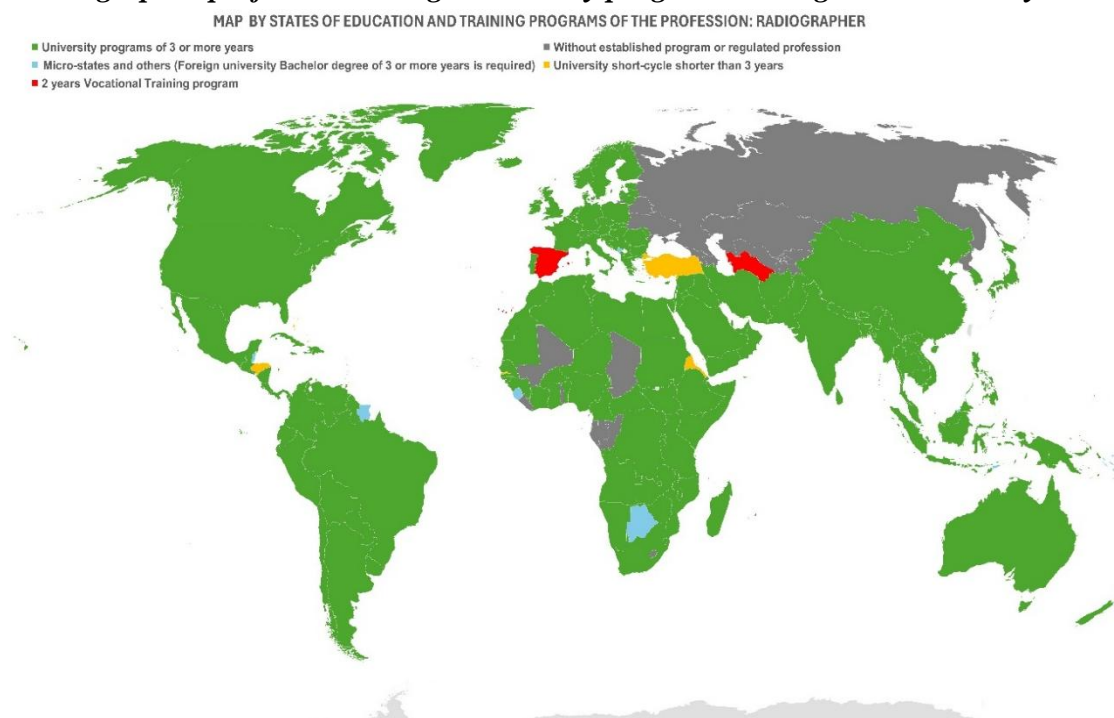 MAP BY STATES OF EDUCATION AND TRAINING PROGRAMS OF THE PROFESSION: RADIOGRAPHER
University programs of 3 or more years
Without established program or regulated profession
Micro-states and others (Foreign university Bachelor degree of 3 or more years is required)
University short-cycle shorter than 3 years
2 years Vocational Training program